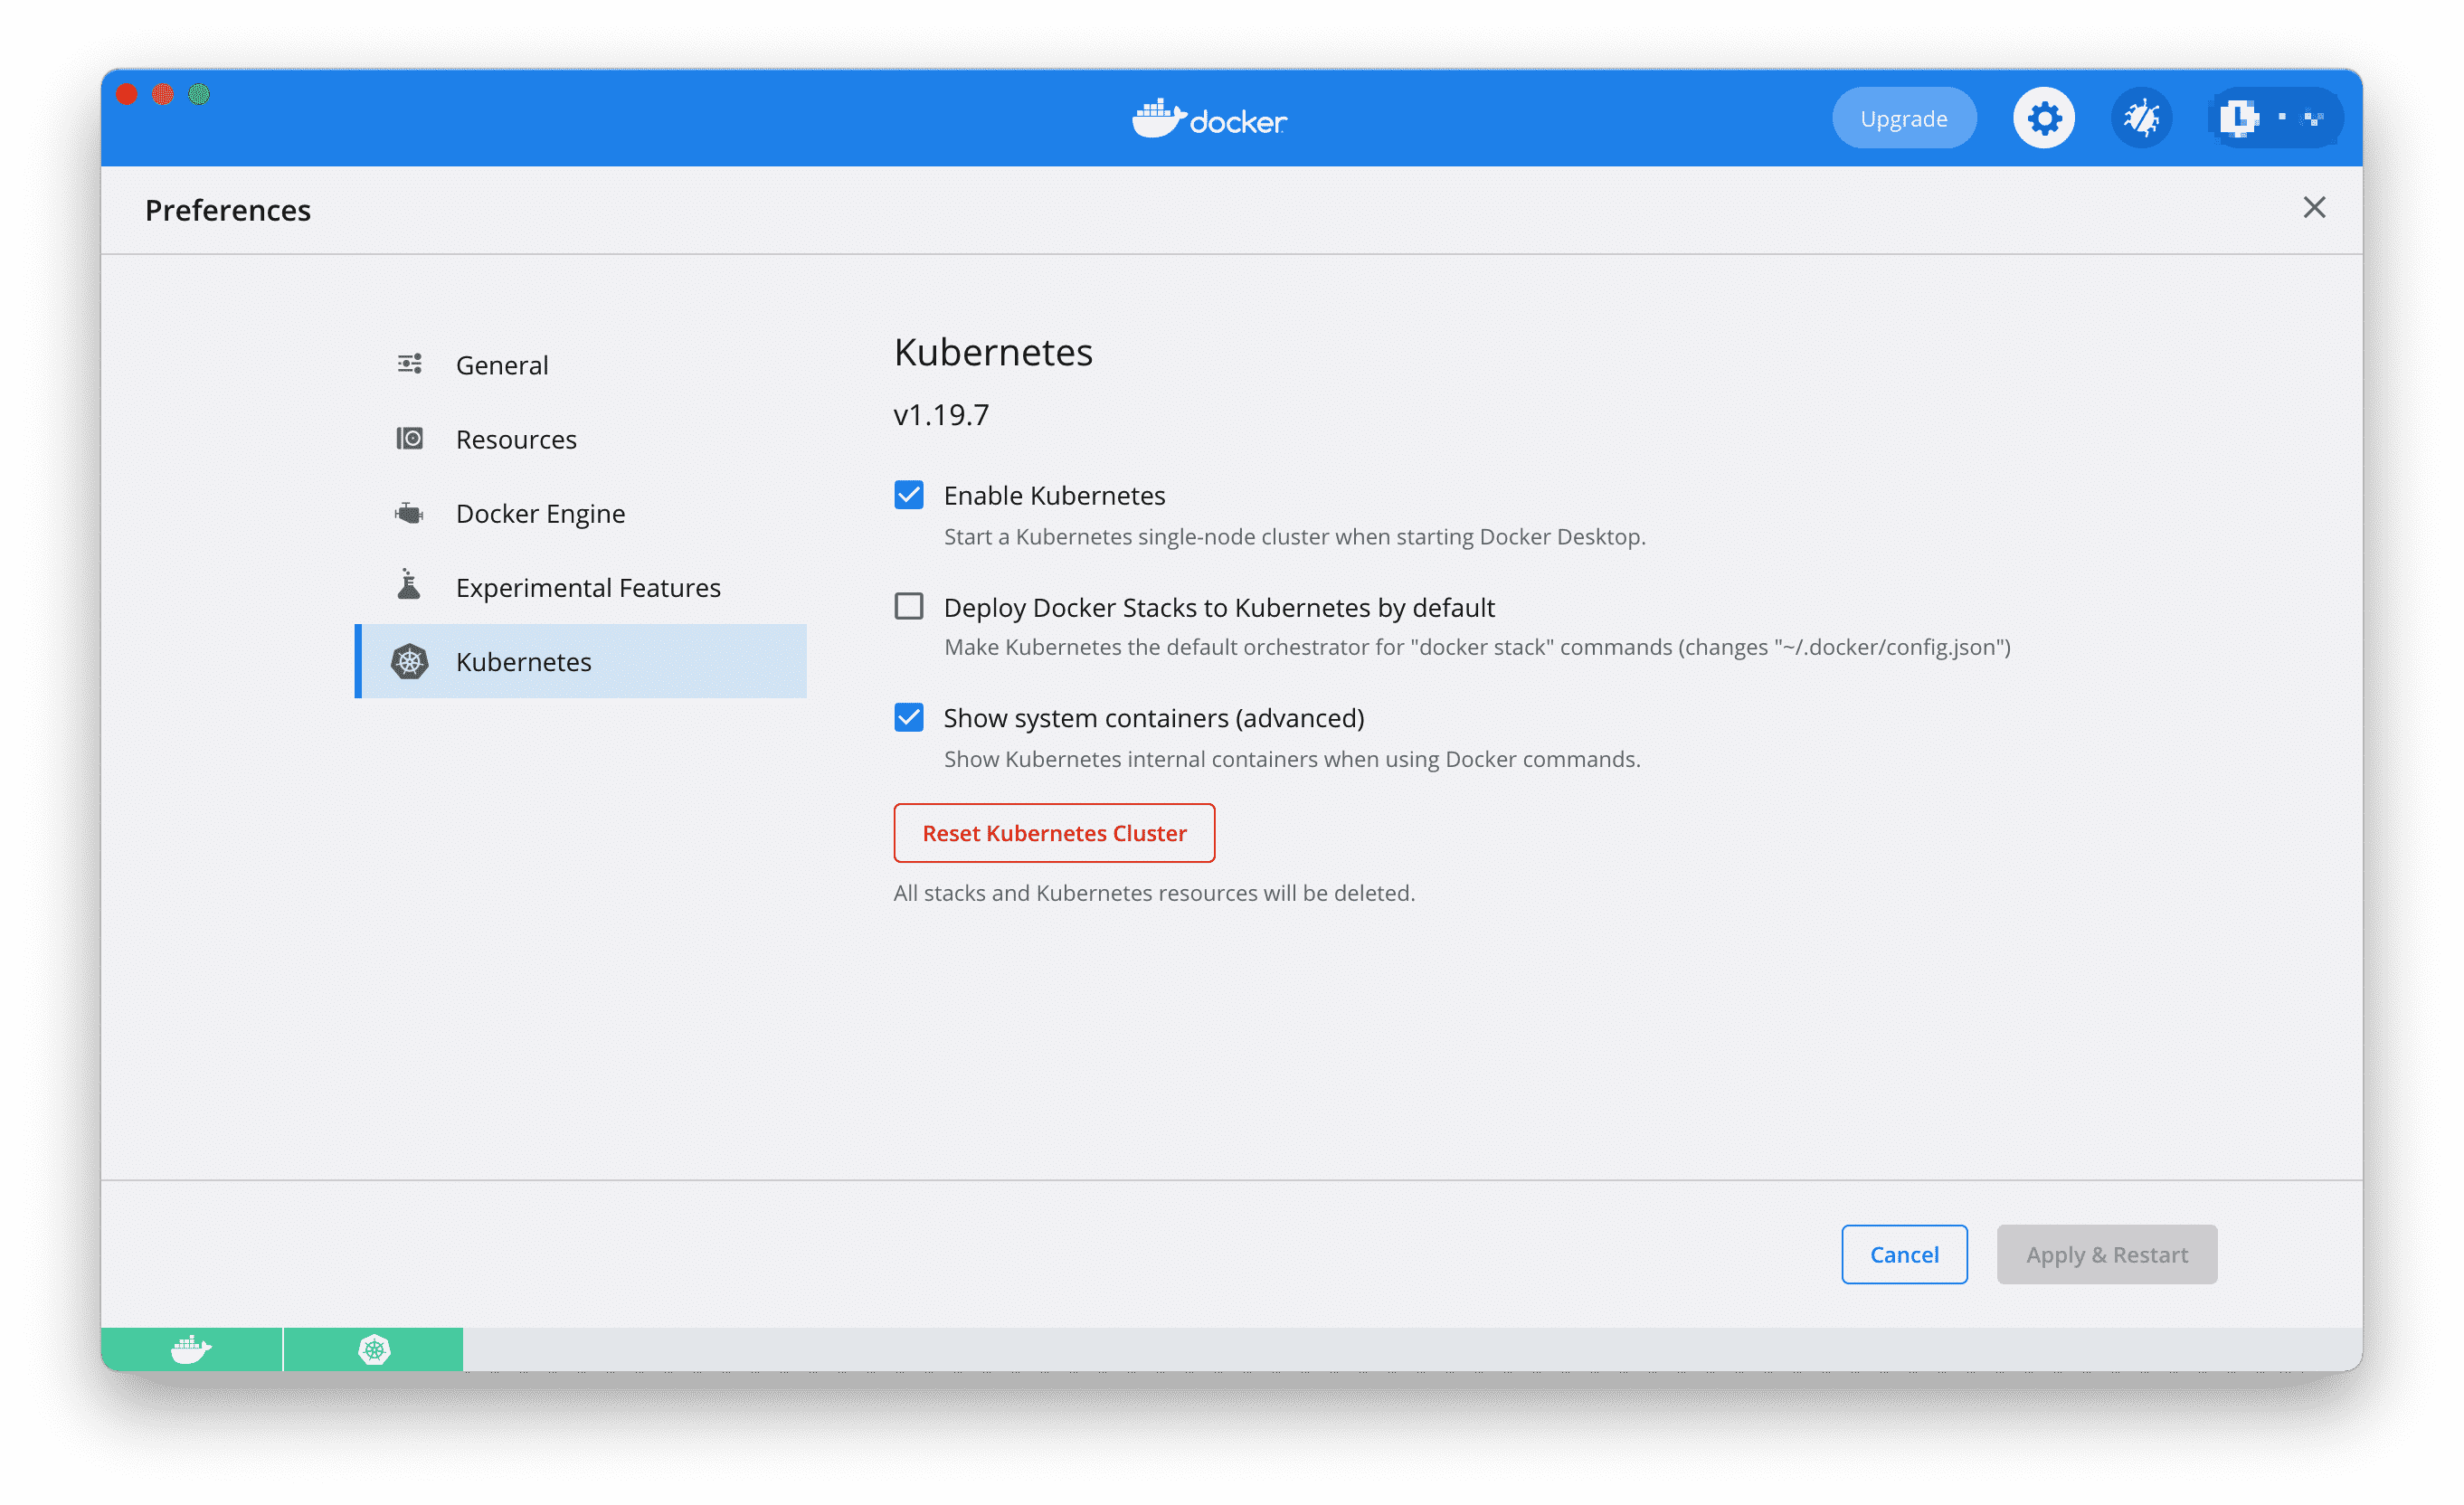 docker
Upgrade
Preferences
General
Resources
Docker Engine
Experimental Features
Kubernetes
Kubernetes
v1.19.7
Enable Kubernetes
Start a Kubernetes single-node cluster when starting Docker Desktop.
Deploy Docker Stacks to Kubernetes by default
Make Kubernetes the default orchestrator for "docker stack" commands (changes "~/.docker/config.json")
Show system containers (advanced)
Show Kubernetes internal containers when using Docker commands.
Reset Kubernetes Cluster
All stacks and Kubernetes resources will be deleted.
Cancel
Apply & Restart